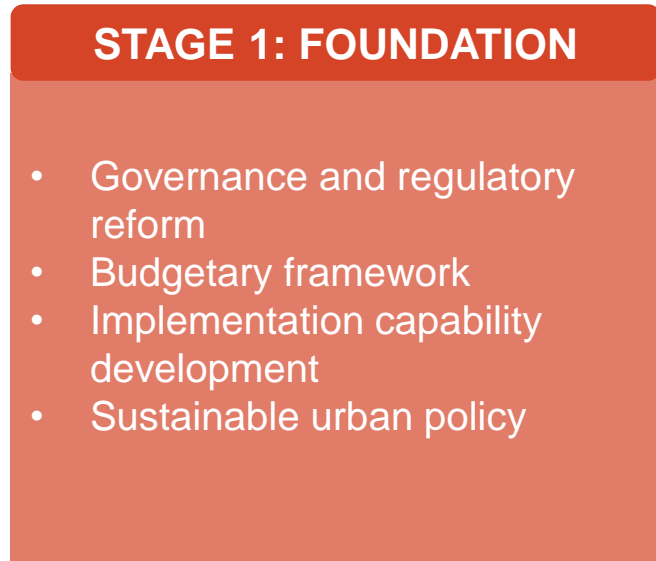 STAGE 1: FOUNDATION
• Governance and regulatory
reform
• Budgetary framework
• Implementation capability
development
• Sustainable urban policy